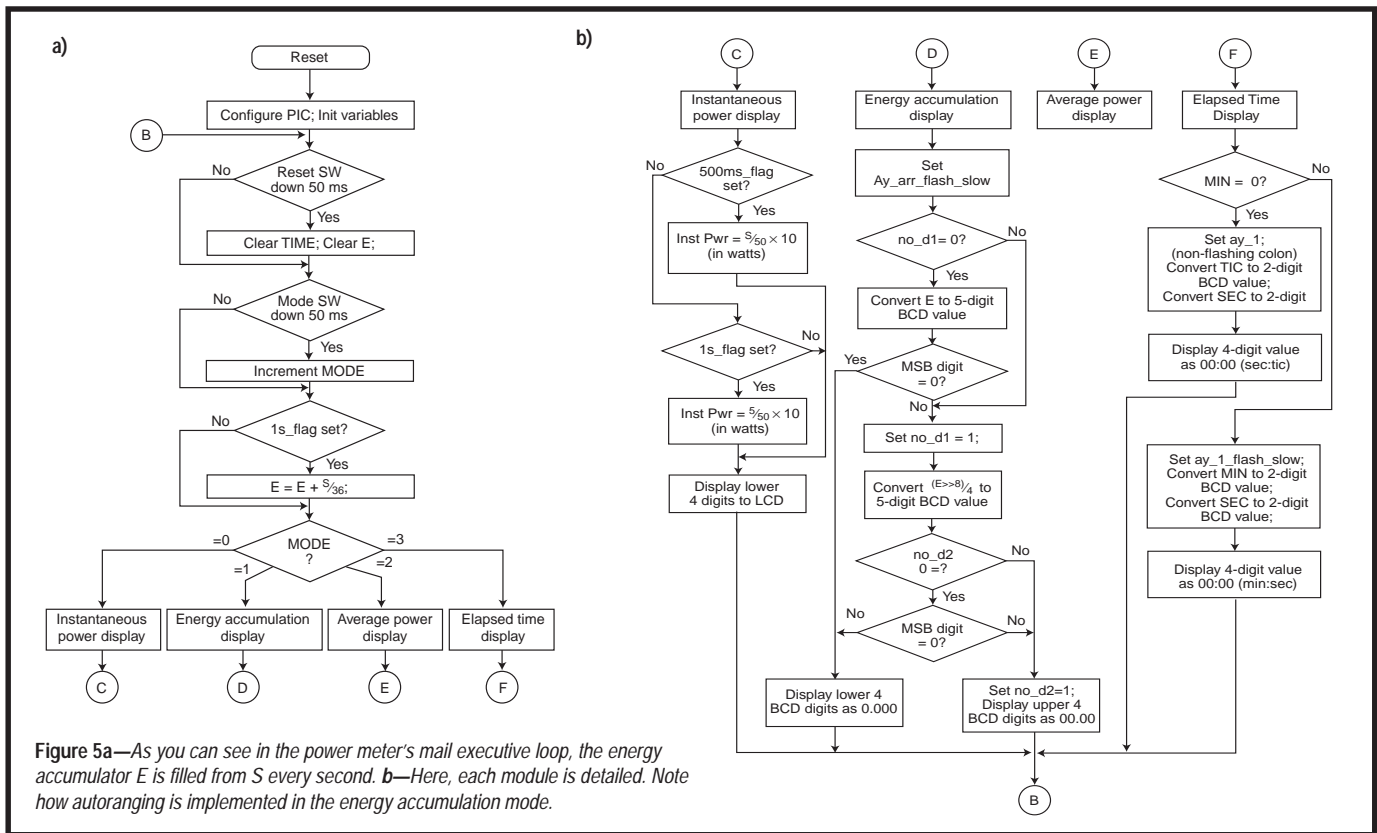 a)
Reset
Configure PIC; Init variables
B
No
Reset SW
down 50 ms
Yes
Clear TIME; Clear E;
No
Mode SW
down 50 ms
Yes
Increment MODE
No
1s_flag set?
Yes
E = E + S/36;
=0
MODE
?
=3
=1
=2
Instantaneous
power display
Energy accumulation
display
Average power
display
Elapsed time
display
C
D
E
F
b)
C
Instantaneous
power display
No
500ms_flag
set?
Yes
Inst Pwr = S/50 × 10
(in watts)
1s_flag set?
No
Yes
Inst Pwr = S/50 × 10
(in watts)
Display lower
4 digits to LCD
D
Energy accumulation
display
Set
Ay_arr_flash_slow
no_d1= 0?
No
Yes
Convert E to 5-digit
BCD value
Yes
MSB digit
= 0?
No
Set no_d1 = 1;
Convert (E>>8)/4 to
5-digit BCD value
no_d2
0 =?
No
Yes
No
MSB digit
= 0?
No
Display lower 4
BCD digits as 0.000
Set no_d2=1;
Display upper 4
BCD digits as 00.00
E
Average power
display
F
Elapsed Time
Display
MIN = 0?
No
Yes
Set ay_1;
(non-flashing colon)
Convert TIC to 2-digit
BCD value;
Convert SEC to 2-digit
Display 4-digit value
as 00:00 (sec:tic)
Set ay_1_flash_slow;
Convert MIN to 2-digit
BCD value;
Convert SEC to 2-digit
BCD value;
Display 4-digit value
as 00:00 (min:sec)
B
Figure 5a—As you can see in the power meter's mail executive loop, the energy
accumulator E is filled from S every second. b—Here, each module is detailed. Note
how autoranging is implemented in the energy accumulation mode.